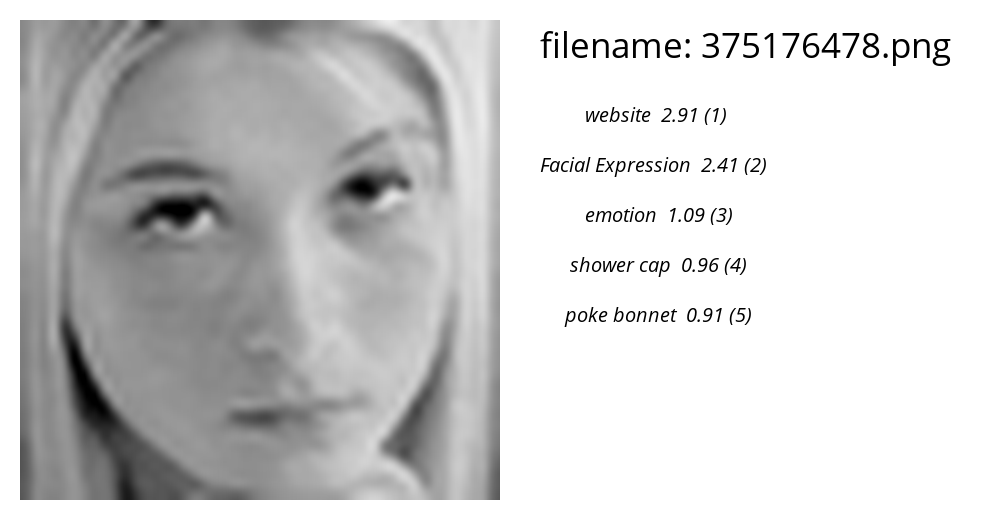 filename: 375176478.png
website 2.91 (1)
Facial Expression 2.41 (2)
emotion 1.09 (3)
shower cap 0.96 (4)
poke bonnet 0.91 (5)